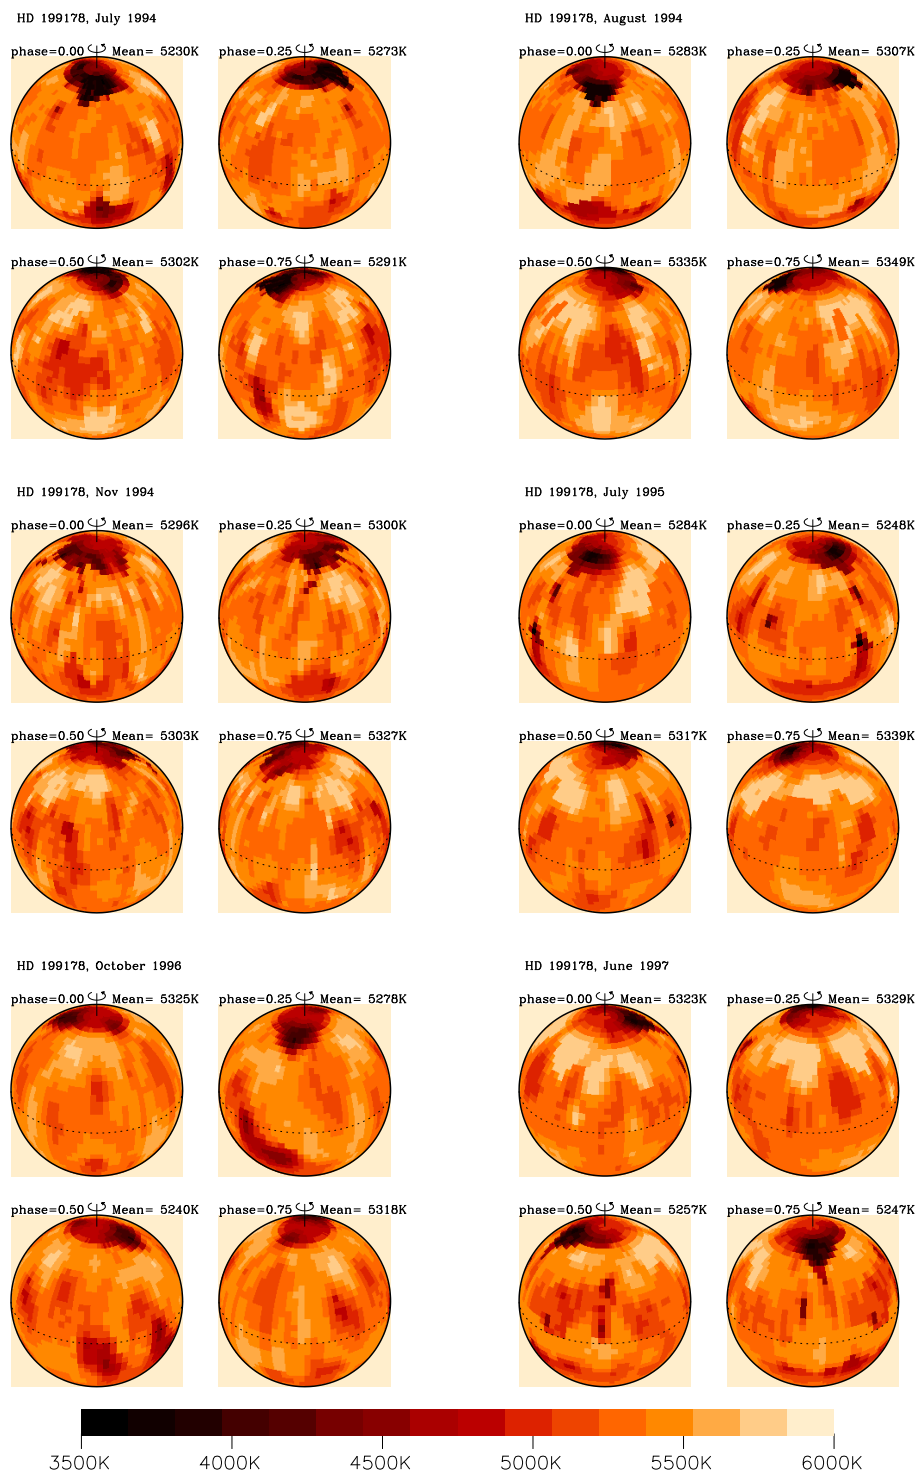 HD 199178, July 1994
HD 199178, August 1994
phase=0.00 Mean= 5230K
phase=0.25 Mean= 5273K
phase=0.00 Mean= 5283K
phase=0.25 Mean= 5307K
phase=0.50 Mean= 5302K
phase=0.75 Mean= 5291K
phase=0.50 Mean= 5335K
phase=0.75 Mean= 5349K
HD 199178, Nov 1994
HD 199178, July 1995
phase=0.00 Mean= 5296K
phase=0.25 Mean= 5300K
phase=0.00 Mean= 5284K
phase=0.25 Mean= 5248K
phase=0.50 Mean= 5303K
phase=0.75 Mean= 5327K
phase=0.50 Mean= 5317K
phase=0.75 Mean= 5339K
HD 199178, October 1996
HD 199178, June 1997
phase=0.00 Mean= 5325K
phase=0.25 Mean= 5278K
phase=0.00 Mean= 5323K
phase=0.25 Mean= 5329K
phase=0.50 Mean= 5240K
phase=0.75 Mean= 5318K
phase=0.50 Mean= 5257K
phase=0.75 Mean= 5247K
3500K 4000K 4500K 5000K 5500K 6000K